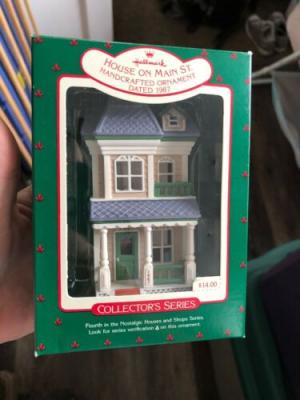 Hallmark
HOUSE ON MAIN ST.
HANDCRAFTED ORNAMENT
DATED 1987
$14.00
COLLECTOR'S SERIES
Fourth in the Nostalgic Houses and Shops Series.
Look for series verification on this ornament.